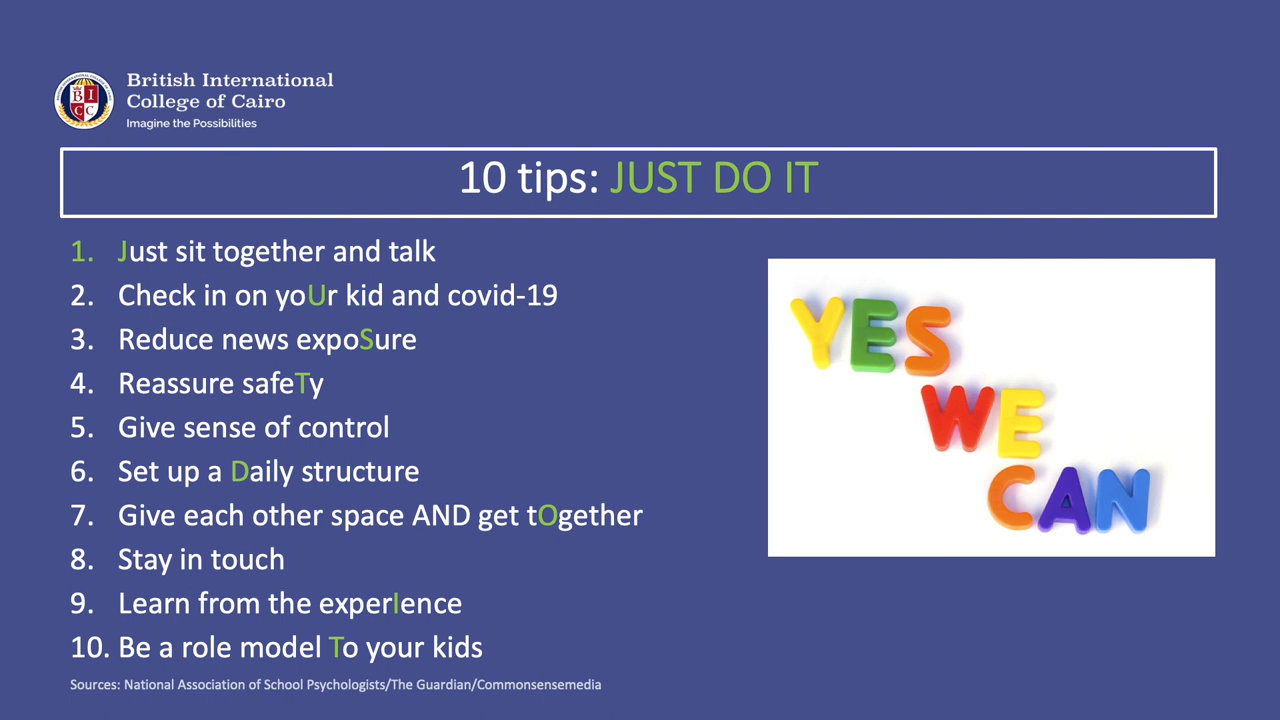 British International
College of Cairo
Imagine the Possibilities
BICC
10 tips: JUST DO IT
1. Just sit together and talk
2. Check in on yoUr kid and covid-19
3. Reduce news expoSure
4. Reassure safeTy
5. Give sense of control
6. Set up a Daily structure
7. Give each other space AND get tOgether
8. Stay in touch
9. Learn from the experIence
10. Be a role model To your kids
Sources: National Association of School Psychologists/The Guardian/Commonsensemedia
YES
WE
CAN